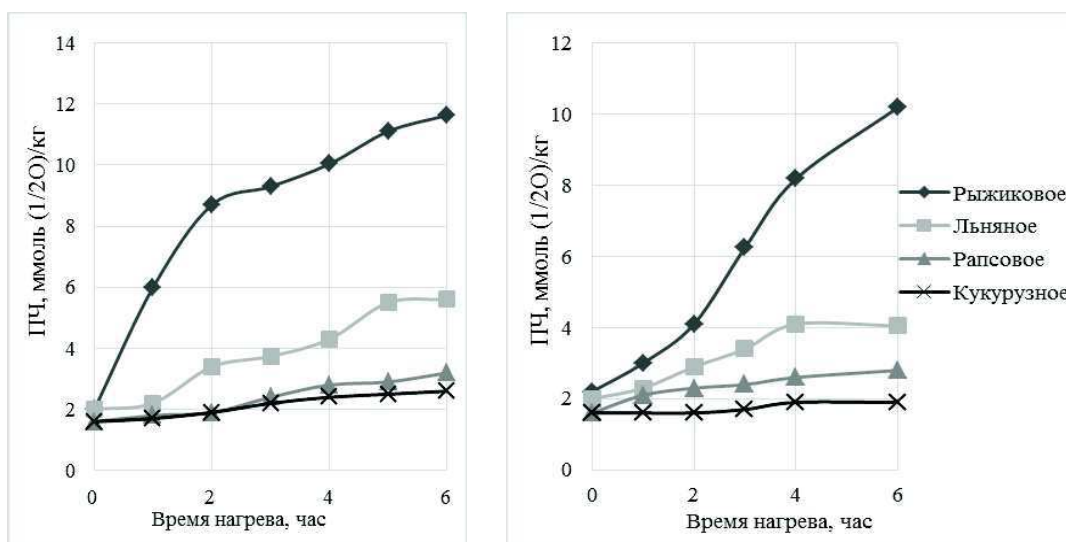 ПЧ, ммоль (1/2О)/кг
14
12
10
8
6
4
2
0
0 2 4 6
Время нагрева, час
ПЧ, ммоль (1/2О)/кг
12
10
8
6
4
2
0
0 2 4 6
Время нагрева, час
Рыжиковое
Льняное
Рапсовое
Кукурузное